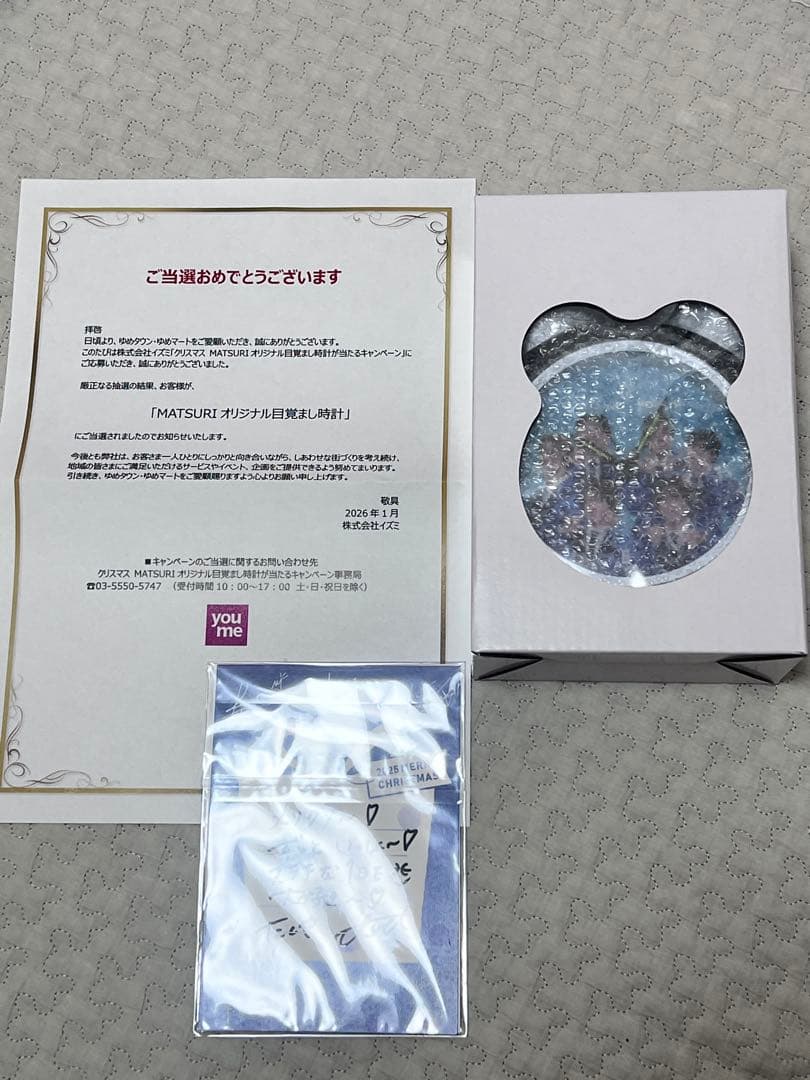 ご当選おめでとうございます
拝啓
日頃より、ゆめタウン・ゆめマートをご愛顧いただき、誠にありがとうございます。
このたびは株式会社イズミ「クリスマス MATSURI オリジナル目覚まし時計が当たるキャンペーン」に
ご応募いただき、誠にありがとうございました。
厳正なる抽選の結果、お客様が、
「MATSURI オリジナル目覚まし時計」
にご当選されましたのでお知らせいたします。
今後とも弊社は、お客さま一人ひとりにしっかりと向き合いながら、しあわせな街づくりを考え続け、
地域の皆さまにご満足いただけるサービスやイベント、企画をご提供できるよう努めてまいります。
引き続き、ゆめタウン・ゆめマートをご愛顧賜りますよう心よりお願い申し上げます。
敬具
2026 年 1 月
株式会社イズミ
■キャンペーンのご当選に関するお問い合わせ先
クリスマス MATSURI オリジナル目覚まし時計が当たるキャンペーン事務局
☎03-5550-5747 （受付時間 10：00～17：00 土・日・祝日を除く）
you
me
2025 MERRY
CHRISTMAS